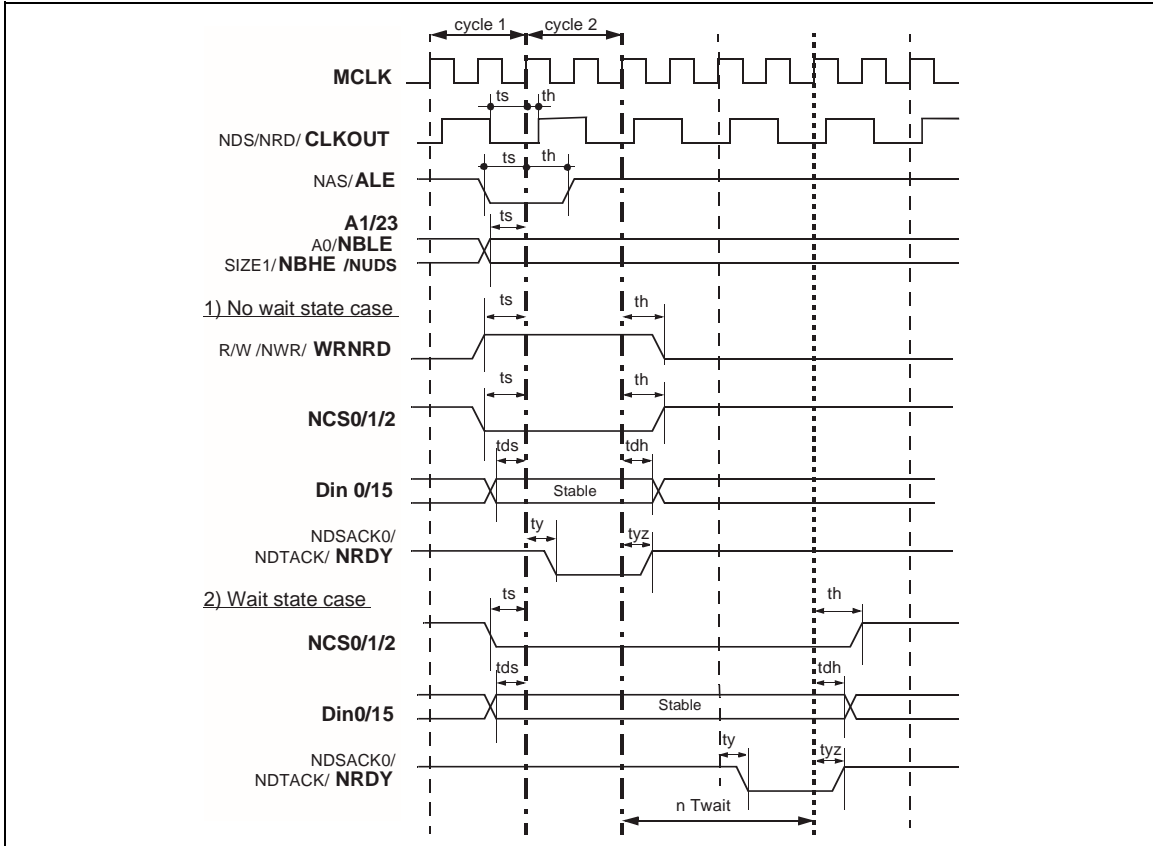 cycle 1 cycle 2
MCLK
ts th
NDS/NRD/ CLKOUT
ts th
NAS/ ALE
ts
A1/23
A0/NBLE
SIZE1/NBHE /NUDS
1) No wait state case
ts th
R/W /NWR/ WRNRD
ts th
NCS0/1/2
tds tdh
Din 0/15 Stable
NDSACK0/
NDTACK/ NRDY
ty tyz
2) Wait state case
ts th
NCS0/1/2
tds tdh
Din0/15 Stable
NDSACK0/
NDTACK/ NRDY
ty tyz
n Twait